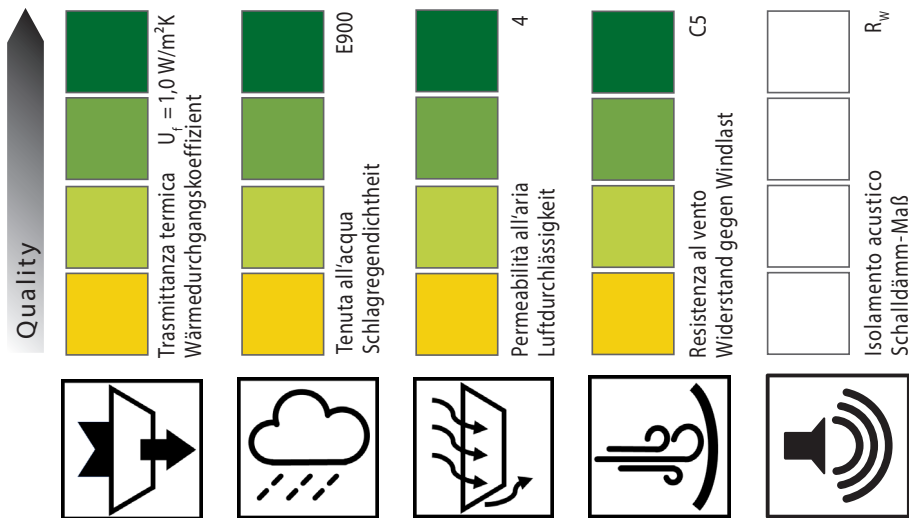 Quality
Trasmittanza termica
Wärmedurchgangskoeffizient
U_f = 1,0 W/m²K
Tenuta all'acqua
Schlagregendichtheit
E900
Permeabilità all'aria
Luftdurchlässigkeit
4
Resistenza al vento
Widerstand gegen Windlast
C5
Isolamento acustico
Schalldämm-Maß
R_w